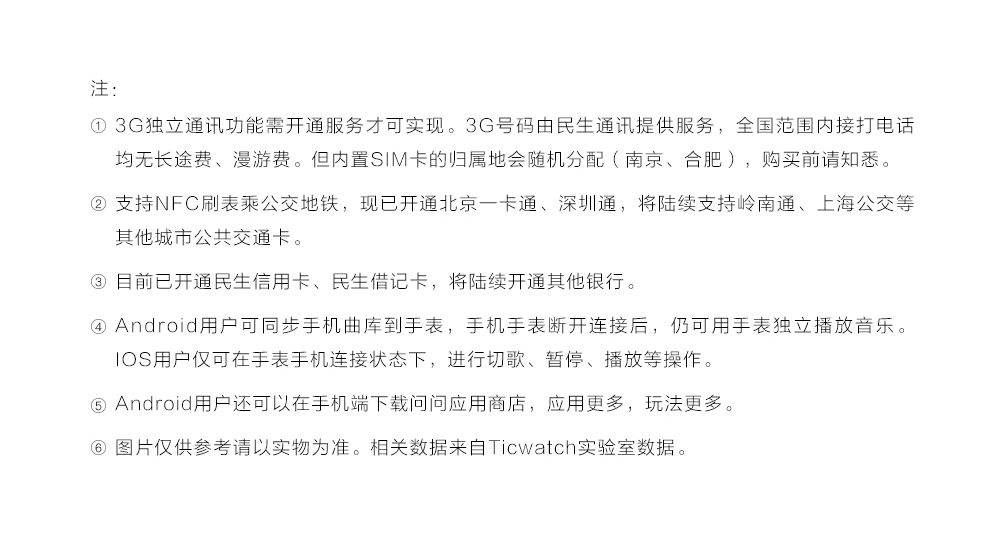 注：
① 3G独立通讯功能需开通服务才可实现。3G号码由民生通讯提供服务，全国范围内接打电话
均无长途费、漫游费。但内置SIM卡的归属地会随机分配（南京、合肥），购买前请知悉。
② 支持NFC刷表乘公交地铁，现已开通北京一卡通、深圳通，将陆续支持岭南通、上海公交等
其他城市公共交通卡。
③ 目前已开通民生信用卡、民生借记卡，将陆续开通其他银行。
④ Android用户可同步手机曲库到手表，手机手表断开连接后，仍可用手表独立播放音乐。
IOS用户仅可在手表手机连接状态下，进行切歌、暂停、播放等操作。
⑤ Android用户还可以在手机端下载问问应用商店，应用更多，玩法更多。
⑥ 图片仅供参考请以实物为准。相关数据来自Ticwatch实验室数据。